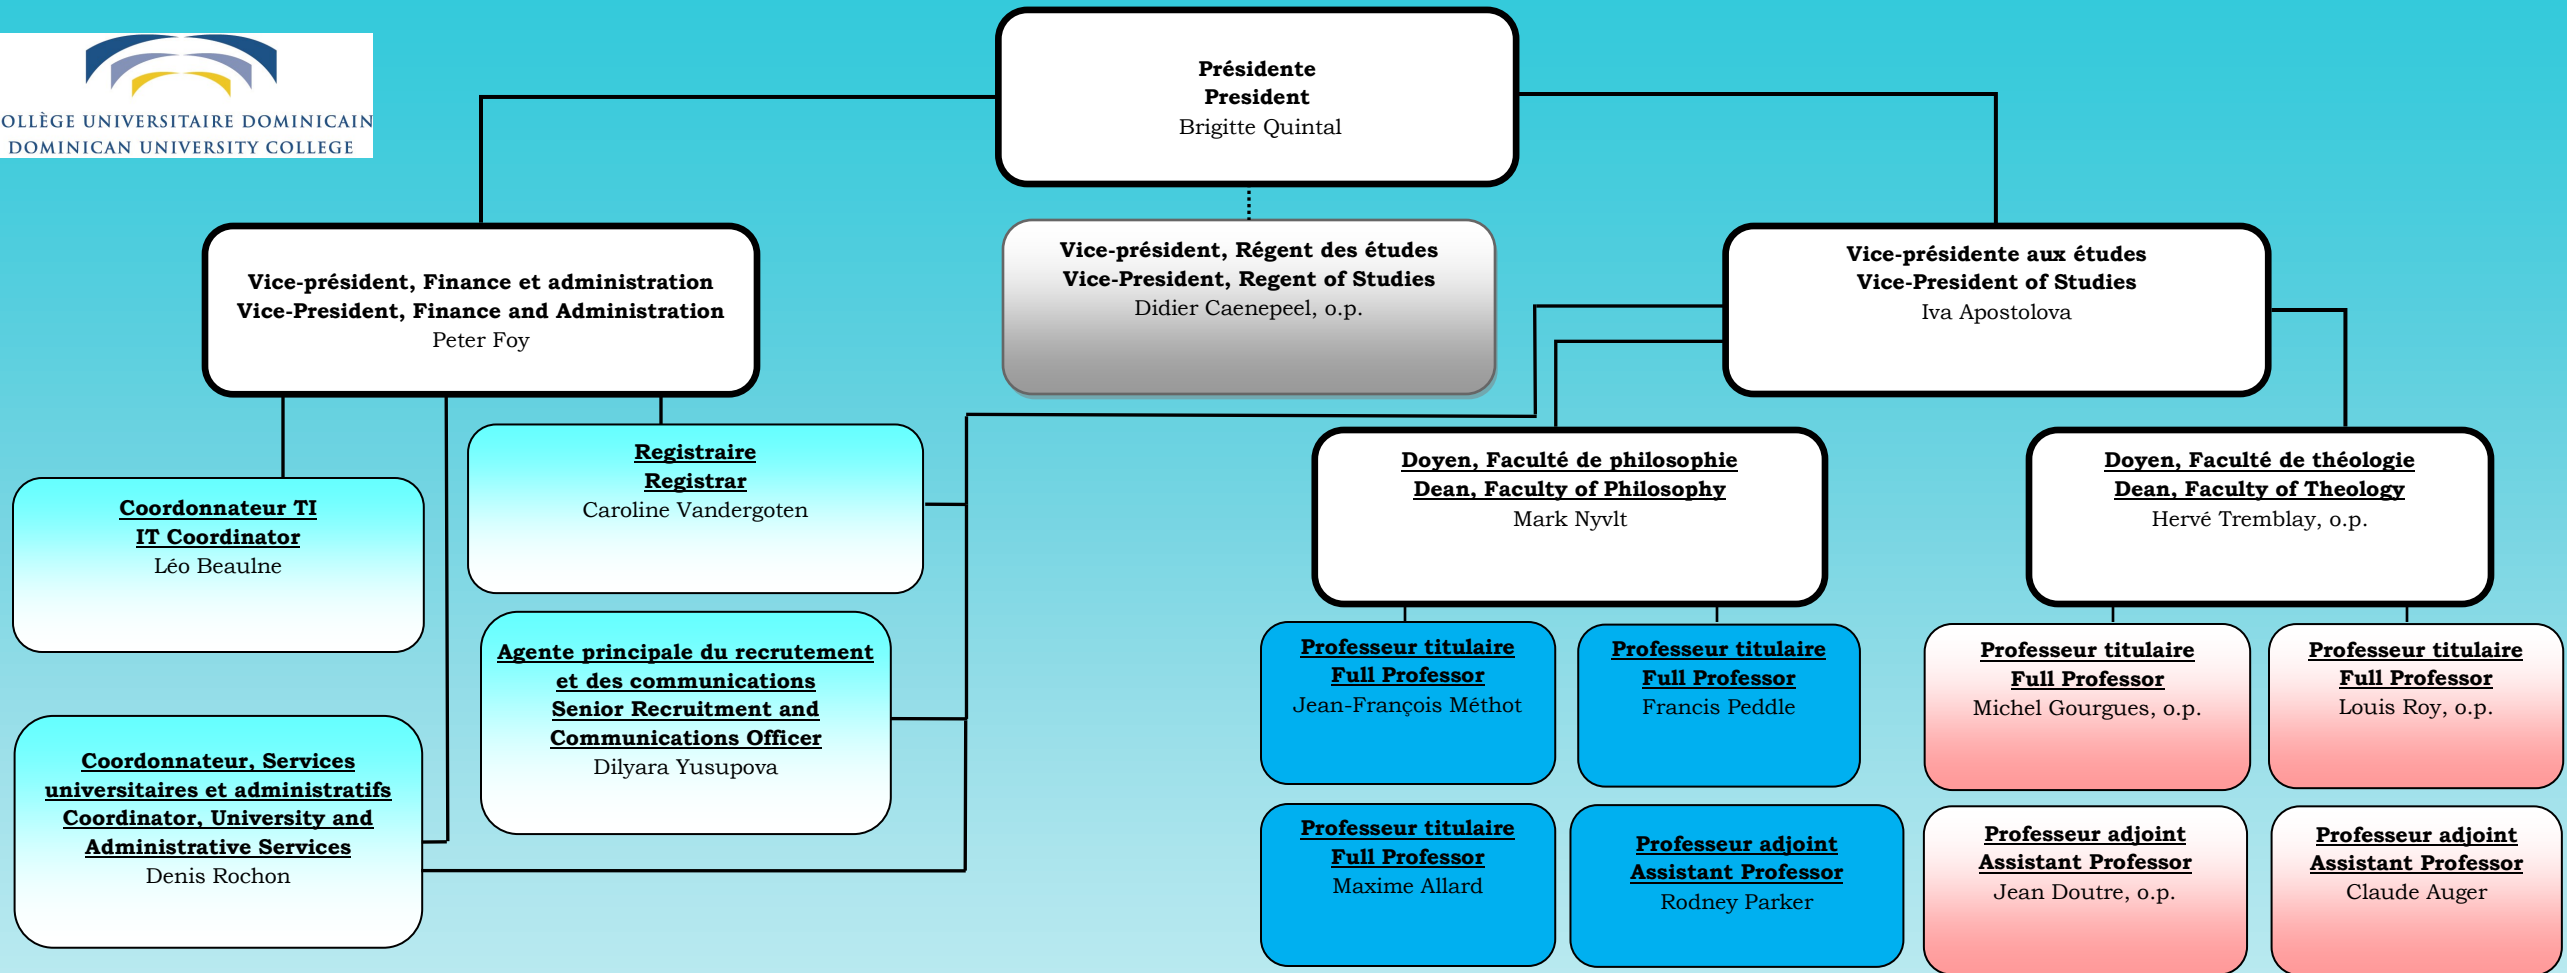 OLLÈGE UNIVERSITAIRE DOMINICAIN
DOMINICAN UNIVERSITY COLLEGE
Présidente
President
Brigitte Quintal
Vice-président, Finance et administration
Vice-President, Finance and Administration
Peter Foy
Vice-président, Régent des études
Vice-President, Regent of Studies
Didier Caenepeel, o.p.
Vice-présidente aux études
Vice-President of Studies
Iva Apostolova
Coordonnateur TI
IT Coordinator
Léo Beaulne
Registraire
Registrar
Caroline Vandergoten
Agente principale du recrutement
et des communications
Senior Recruitment and
Communications Officer
Dilyara Yusupova
Coordonnateur, Services
universitaires et administratifs
Coordinator, University and
Administrative Services
Denis Rochon
Doyen, Faculté de philosophie
Dean, Faculty of Philosophy
Mark Nyvlt
Doyen, Faculté de théologie
Dean, Faculty of Theology
Hervé Tremblay, o.p.
Professeur titulaire
Full Professor
Jean-François Méthot
Professeur titulaire
Full Professor
Francis Peddle
Professeur titulaire
Full Professor
Michel Gourgues, o.p.
Professeur titulaire
Full Professor
Louis Roy, o.p.
Professeur titulaire
Full Professor
Maxime Allard
Professeur adjoint
Assistant Professor
Rodney Parker
Professeur adjoint
Assistant Professor
Jean Doutre, o.p.
Professeur adjoint
Assistant Professor
Claude Auger